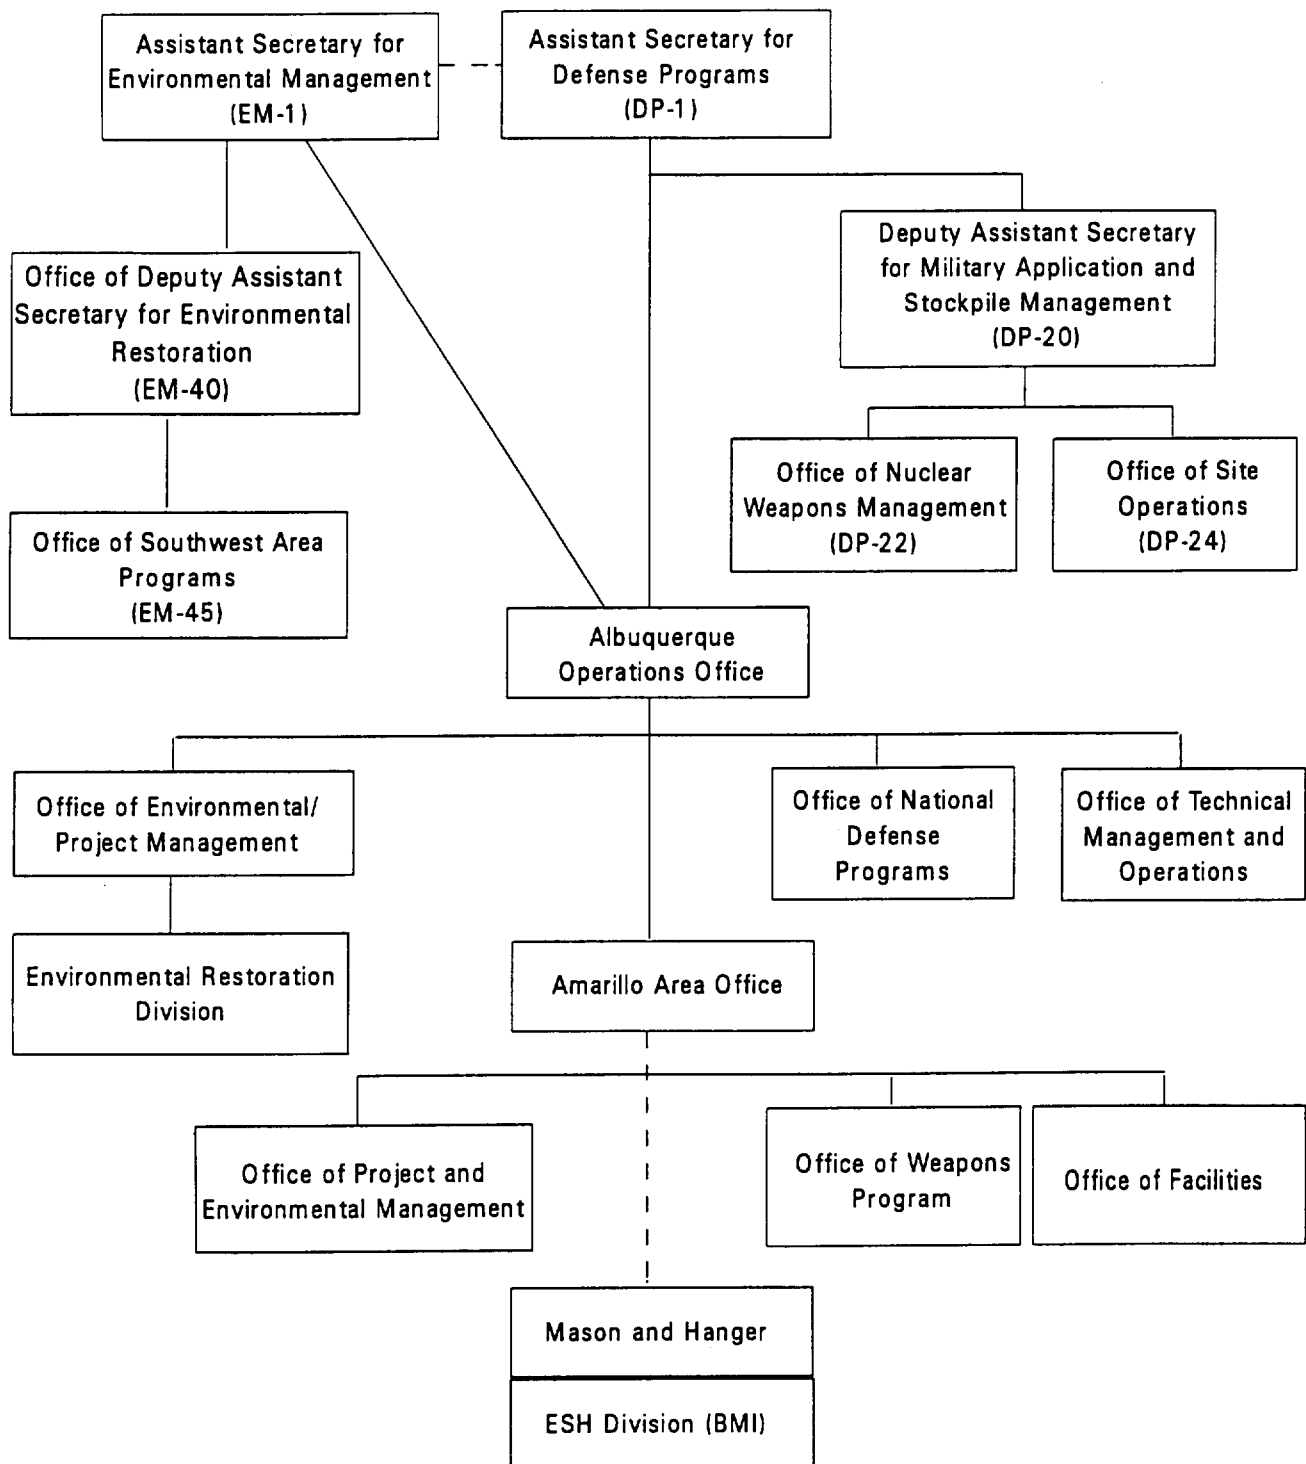 Assistant Secretary for
Environmental Management
(EM-1)
Assistant Secretary for
Defense Programs
(DP-1)
Deputy Assistant Secretary
for Military Application and
Stockpile Management
(DP-20)
Office of Deputy Assistant
Secretary for Environmental
Restoration
(EM-40)
Office of Nuclear
Weapons Management
(DP-22)
Office of Site
Operations
(DP-24)
Office of Southwest Area
Programs
(EM-45)
Albuquerque
Operations Office
Office of Environmental/
Project Management
Office of National
Defense
Programs
Office of Technical
Management and
Operations
Environmental Restoration
Division
Amarillo Area Office
Office of Project and
Environmental Management
Office of Weapons
Program
Office of Facilities
Mason and Hanger
ESH Division (BMI)